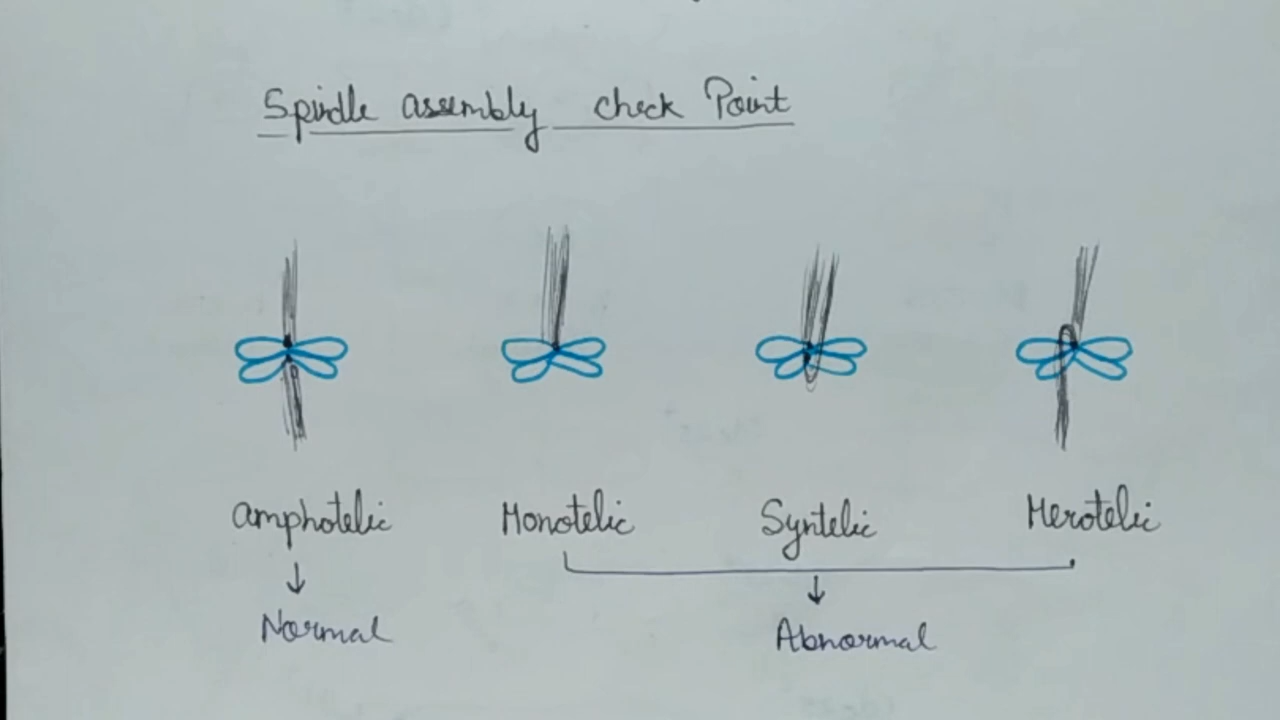 Spindle assembly check Point
amphotelic Monotelic Syntelic Merotelic
Normal Abnormal